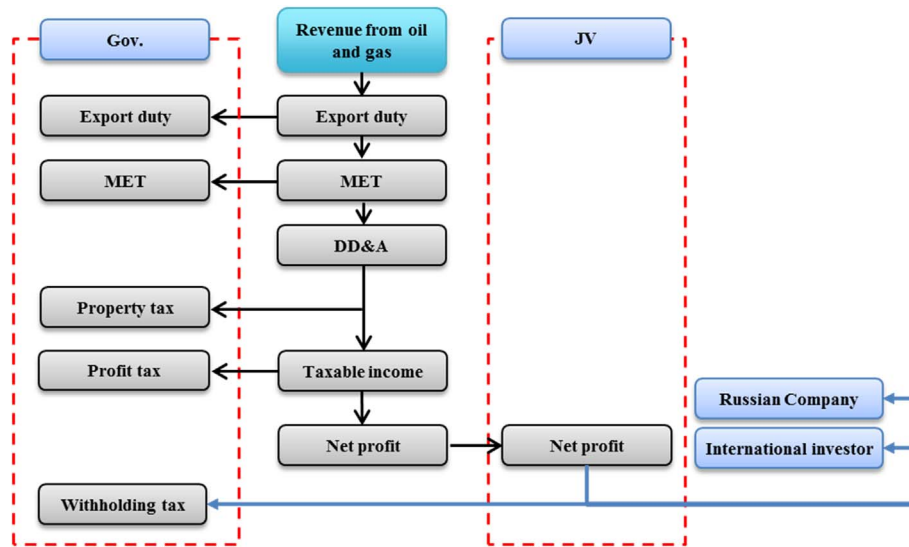 Gov.
Revenue from oil
and gas
JV
Export duty
Export duty
MET
MET
DD&A
Property tax
Profit tax
Taxable income
Russian Company
Net profit
Net profit
International investor
Withholding tax